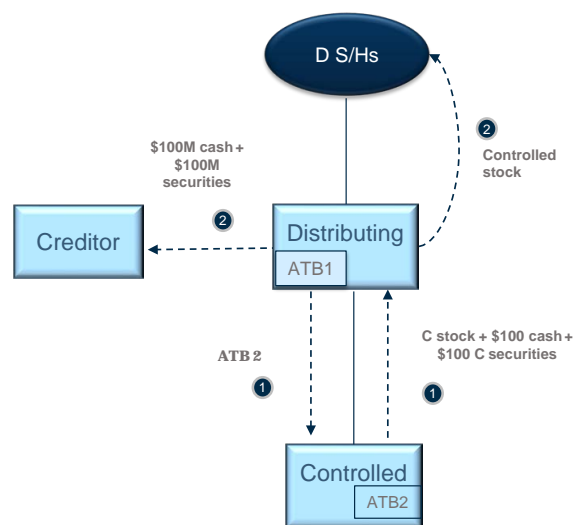 D S/Hs
$100M cash +
$100M
securities
2
Controlled
stock
2
Creditor
Distributing
ATB1
C stock + $100 cash +
$100 C securities
ATB 2
1
1
Controlled
ATB2